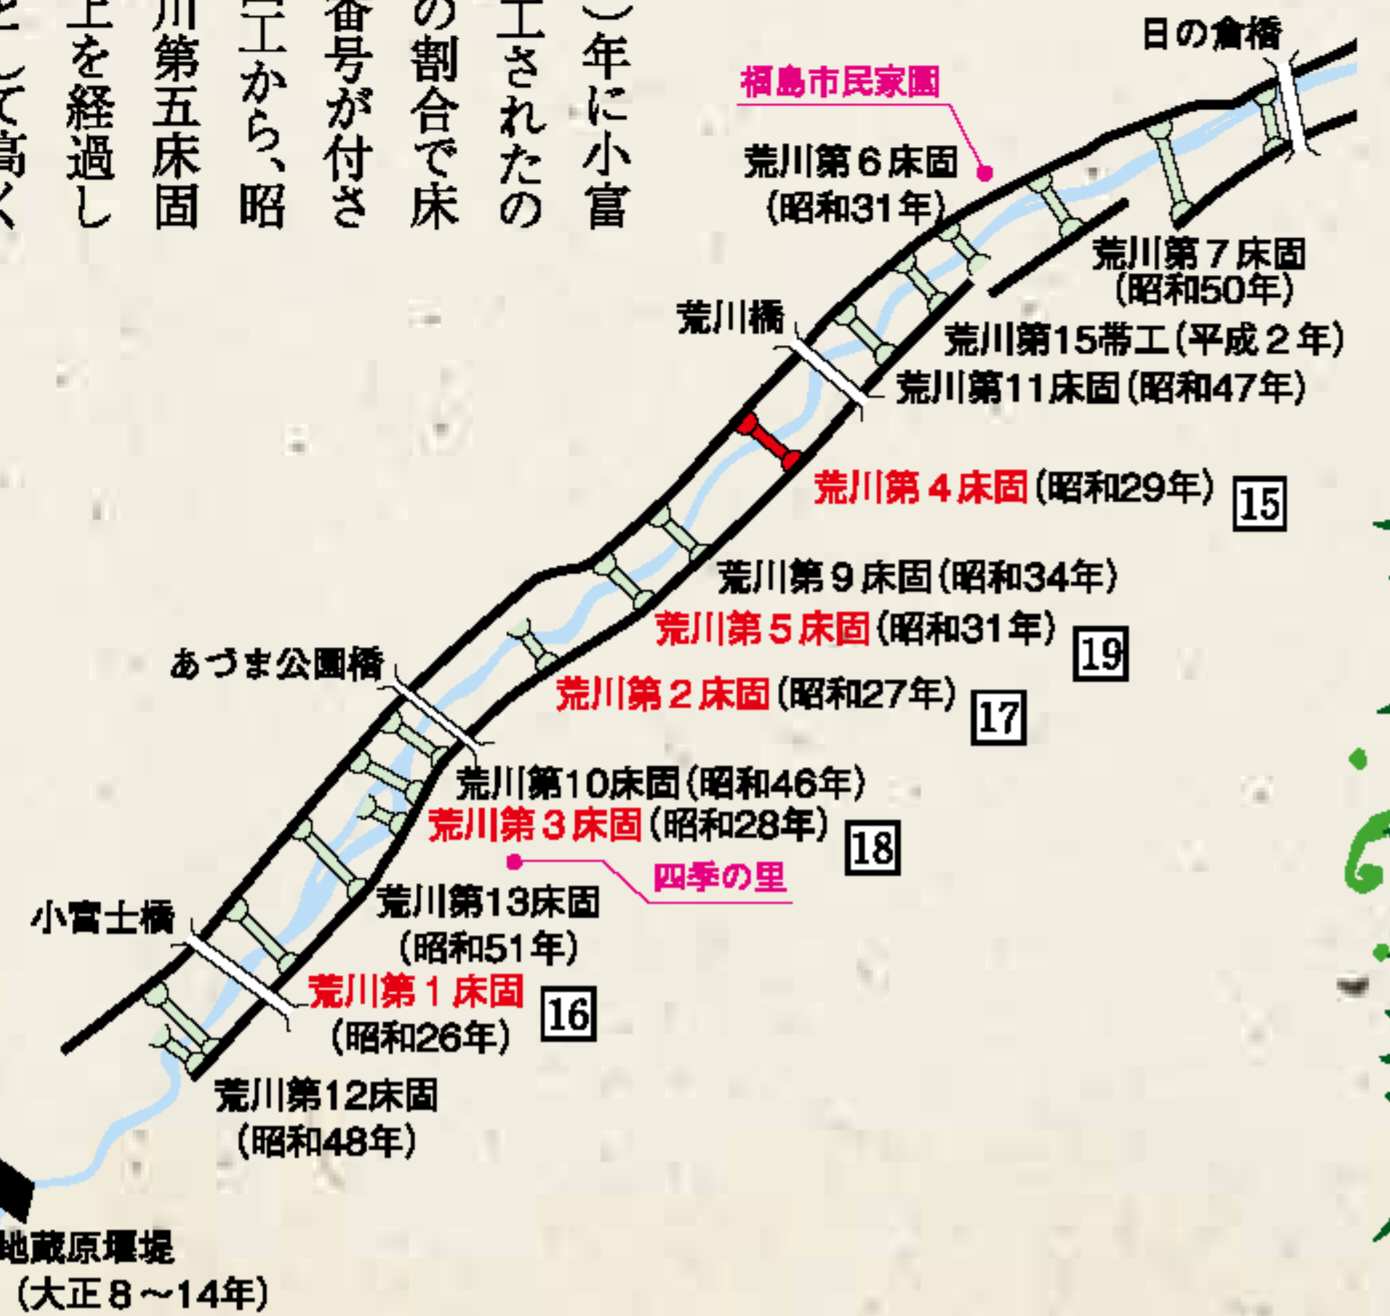 ）年に小富
工されたの
の割合で床
番号が付さ
工から、昭
川第五床固
上を経過し
として高く
日の倉橋
福島市民家園
荒川第６床固
（昭和31年）
荒川第７床固
（昭和50年）
荒川橋
荒川第15帯工（平成２年）
荒川第11床固（昭和47年）
荒川第４床固（昭和29年）
15
荒川第９床固（昭和34年）
荒川第５床固（昭和31年）
19
あづま公園橋
荒川第２床固（昭和27年）
17
荒川第10床固（昭和46年）
荒川第３床固（昭和28年）
18
四季の里
荒川第13床固
（昭和51年）
小富士橋
荒川第１床固
（昭和26年）
16
荒川第12床固
（昭和48年）
地蔵原堰堤
（大正８～14年）